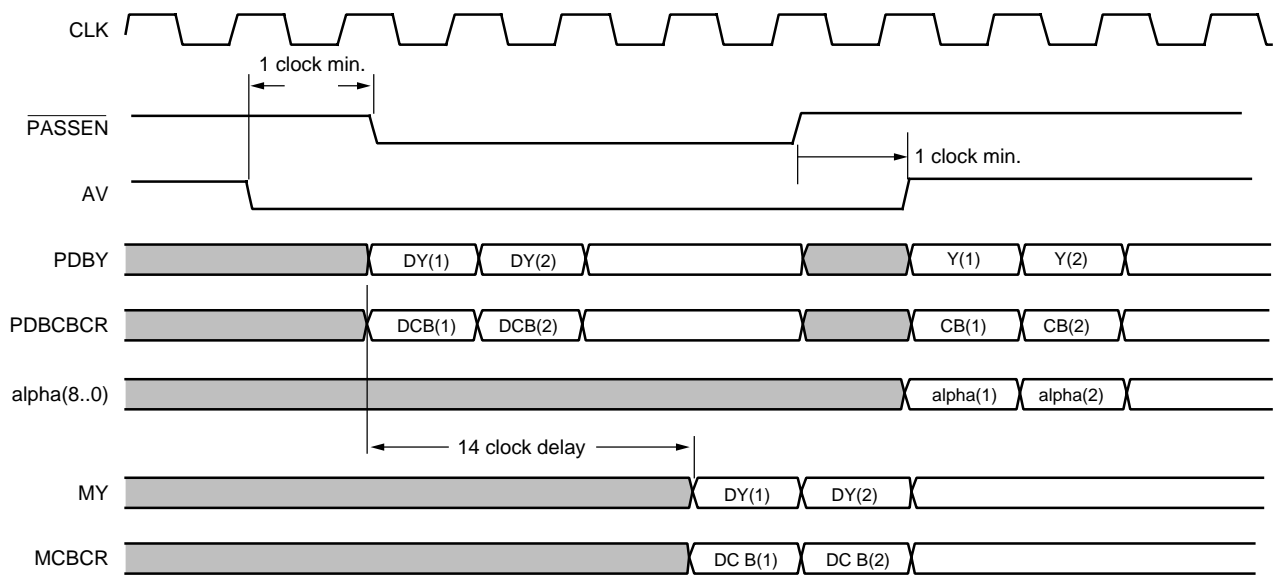 CLK
1 clock min.
PASSEN
1 clock min.
AV
PDBY DY(1) DY(2) Y(1) Y(2)
PDBCBCR DCB(1) DCB(2) CB(1) CB(2)
alpha(8..0) alpha(1) alpha(2)
14 clock delay
MY DY(1) DY(2)
MCBCR DC B(1) DC B(2)